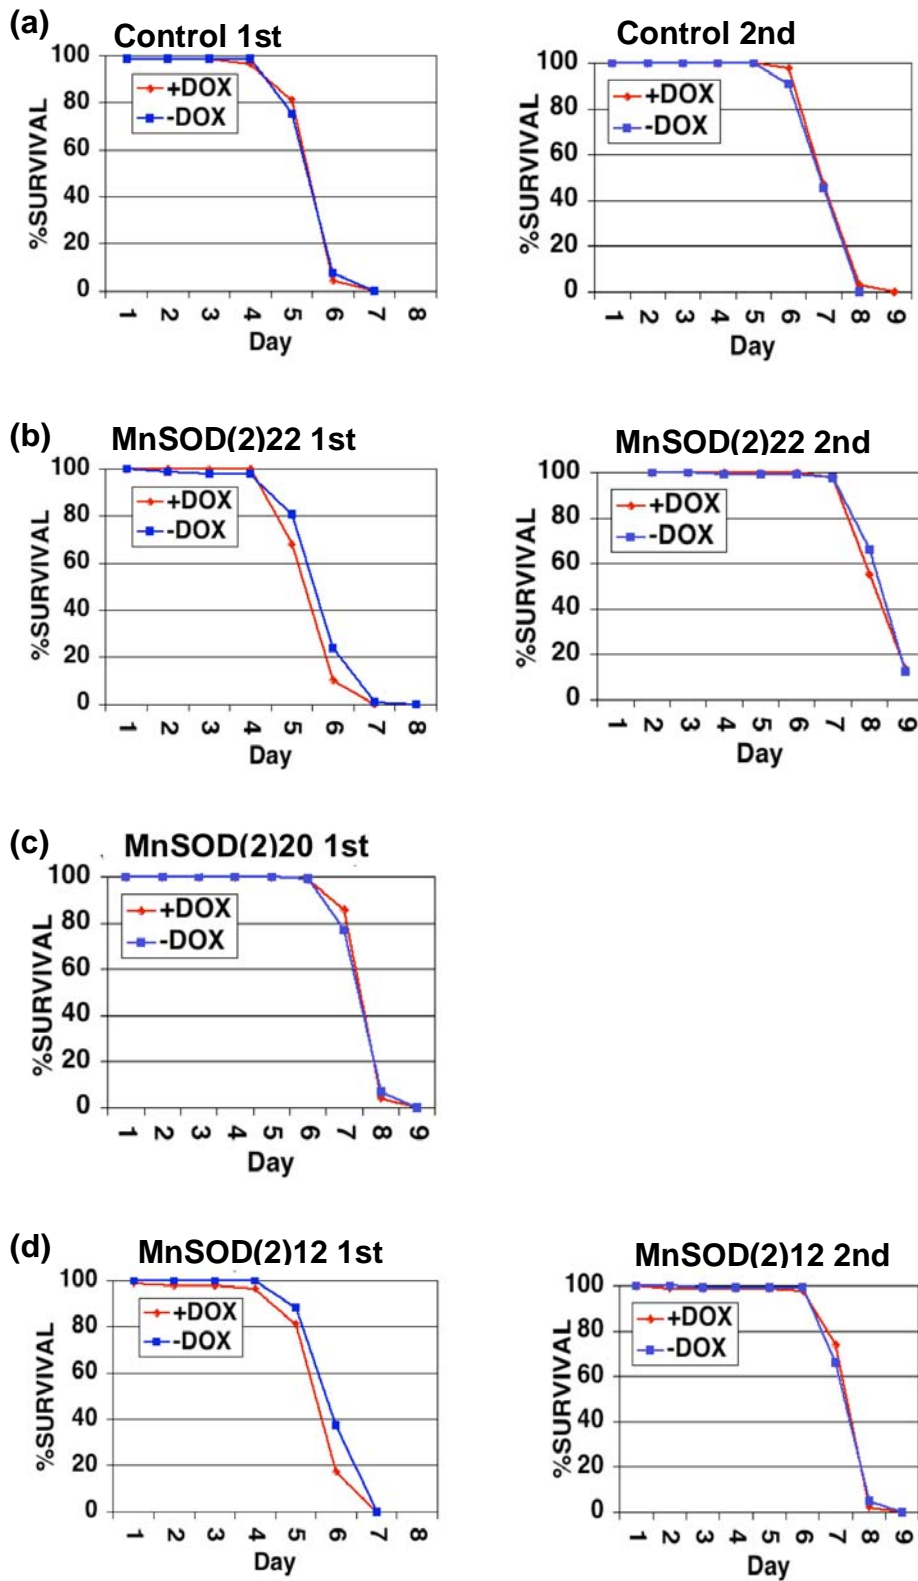 (a)
Control 1st
%SURVIVAL
100
80
60
40
20
0
+DOX
-DOX
1 2 3 4 5 6 7 8
Day
Control 2nd
%SURVIVAL
100
80
60
40
20
0
+DOX
-DOX
1 2 3 4 5 6 7 8 9
Day
(b)
MnSOD(2)22 1st
%SURVIVAL
100
80
60
40
20
0
+DOX
-DOX
1 2 3 4 5 6 7 8
Day
MnSOD(2)22 2nd
%SURVIVAL
100
80
60
40
20
0
+DOX
-DOX
1 2 3 4 5 6 7 8 9
Day
(c)
MnSOD(2)20 1st
%SURVIVAL
100
80
60
40
20
0
+DOX
-DOX
1 2 3 4 5 6 7 8 9
Day
(d)
MnSOD(2)12 1st
%SURVIVAL
100
80
60
40
20
0
+DOX
-DOX
1 2 3 4 5 6 7 8
Day
MnSOD(2)12 2nd
%SURVIVAL
100
80
60
40
20
0
+DOX
-DOX
1 2 3 4 5 6 7 8 9
Day